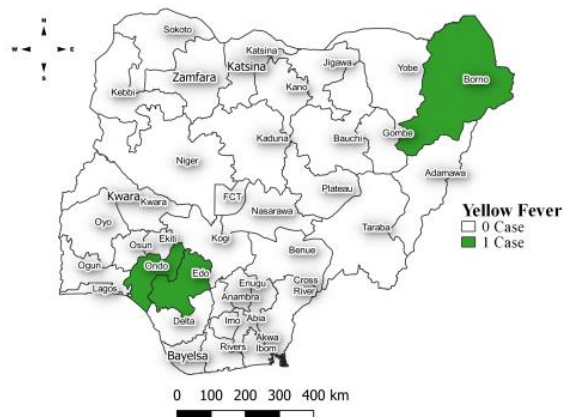 N
W E
S
Sokoto
Katsina
Katsina
Zamfara
Jigawa
Yobe
Borno
Kebbi
Kano
Kaduna
Bauchi
Gombe
Niger
Adamawa
Plateau
FCT
Kwara
Kwara
Nasarawa
Taraba
Oyo
Ekiti
Kogi
Osun
Benue
Ogun
Ondo
Edo
Enugu
Cross
River
Lagos
Anambra
Delta
Imo
Abia
Bayelsa
Rivers
Akwa
Ibom
Yellow Fever
0 Case
1 Case
0 100 200 300 400 km